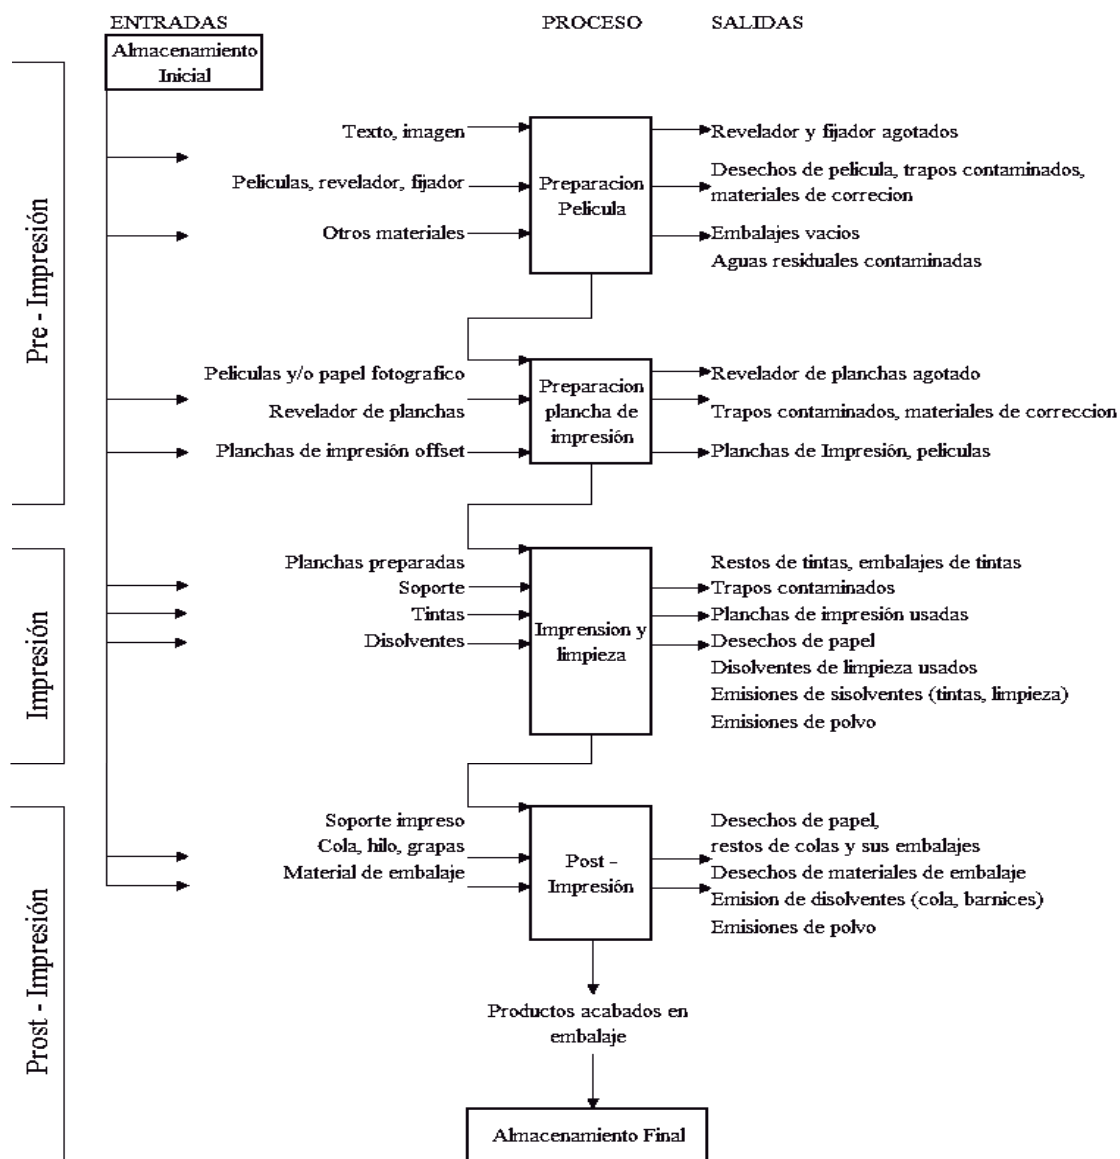 ENTRADAS
PROCESO
SALIDAS
Almacenamiento
Inicial
Pre - Impresión
Texto, imagen
Peliculas, revelador, fijador
Otros materiales
Preparacion
Pelicula
Revelador y fijador agotados
Desechos de pelicula, trapos contaminados,
materiales de correcion
Embalajes vacios
Aguas residuales contaminadas
Peliculas y/o papel fotografico
Revelador de planchas
Planchas de impresión offset
Preparacion
plancha de
impresión
Revelador de planchas agotado
Trapos contaminados, materiales de correccion
Planchas de Impresión, peliculas
Impresión
Planchas preparadas
Soporte
Tintas
Disolventes
Imprension y
limpieza
Restos de tintas, embalajes de tintas
Trapos contaminados
Planchas de impresión usadas
Desechos de papel
Disolventes de limpieza usados
Emisiones de sisolventes (tintas, limpieza)
Emisiones de polvo
Prost - Impresión
Soporte impreso
Cola, hilo, grapas
Material de embalaje
Post -
Impresión
Desechos de papel,
restos de colas y sus embalajes
Desechos de materiales de embalaje
Emision de disolventes (cola, barnices)
Emisiones de polvo
Productos acabados en
embalaje
Almacenamiento Final